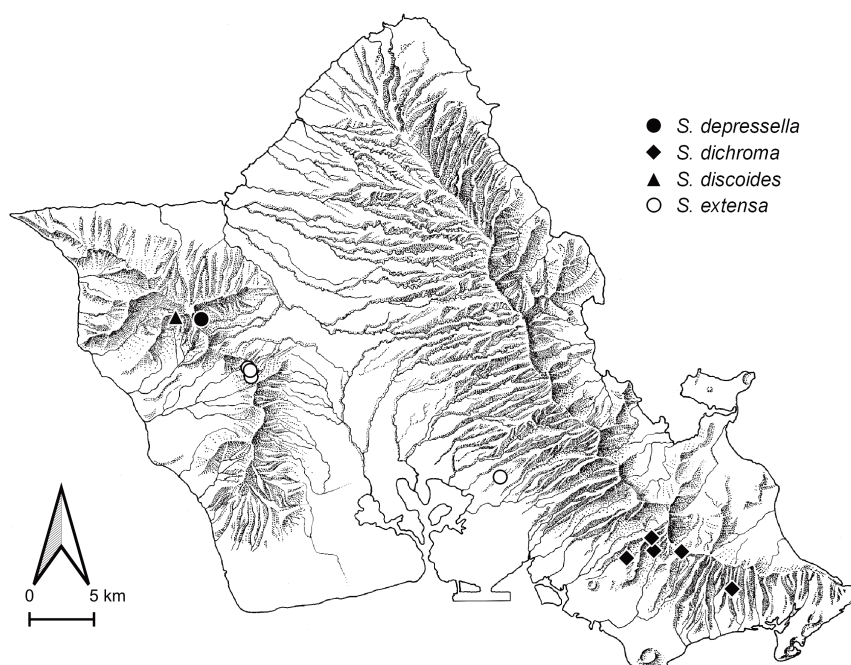 S. depressella
S. dichroma
S. discoides
S. extensa
0 5 km